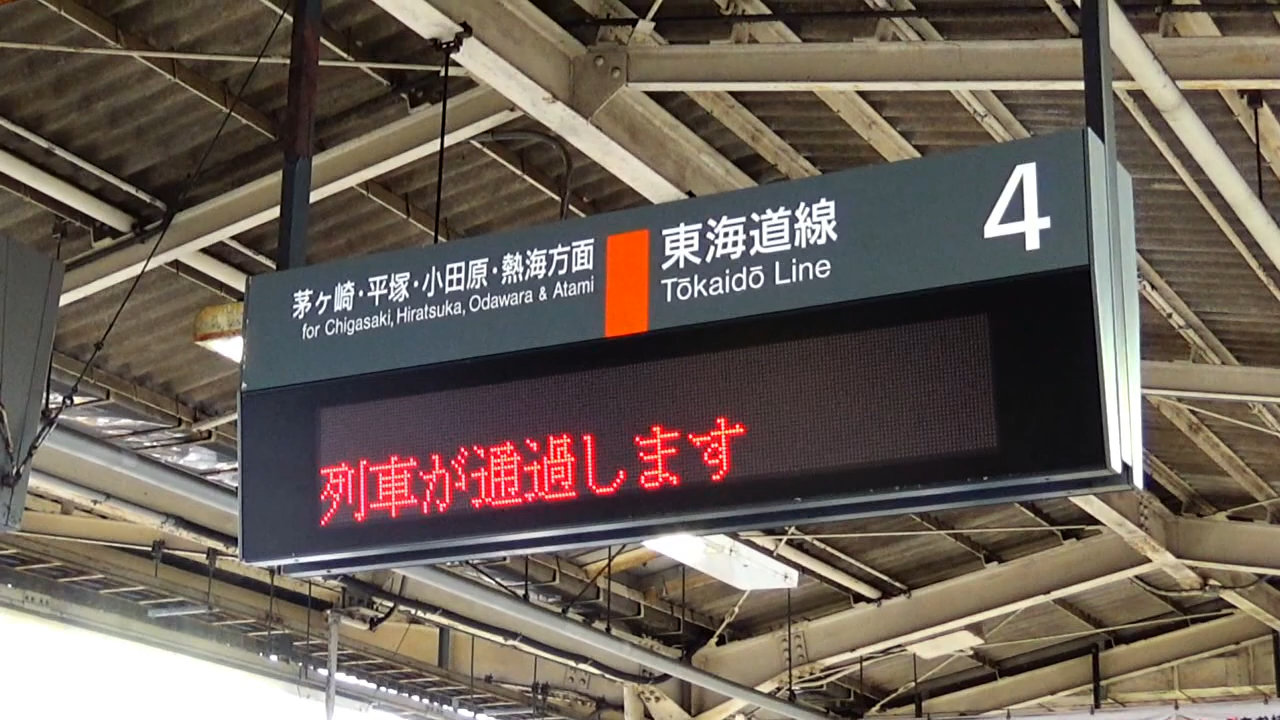 茅ヶ崎・平塚・小田原・熱海方面
for Chigasaki, Hiratsuka, Odawara & Atami
東海道線
Tōkaidō Line
4
列車が通過します